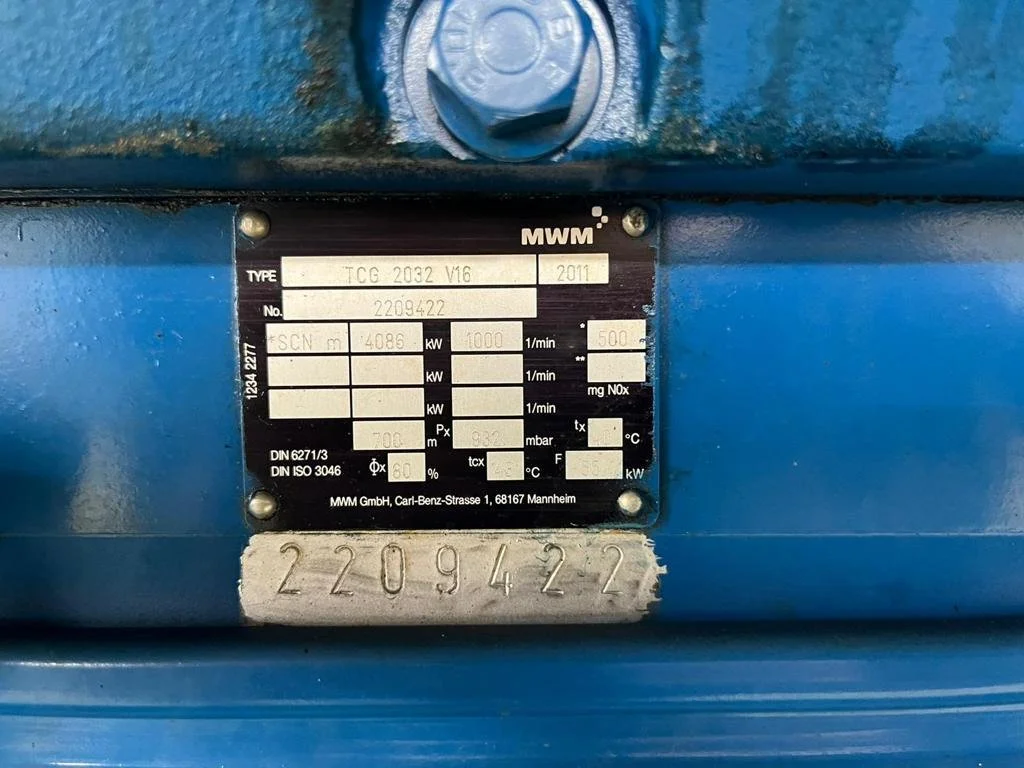 MWM
TYPE TCG 2032 V16 2011
No. 2209422
*SCN m 4086 kW 1000 1/min * 500
kW 1/min **
mg N0x
kW 1/min
700 m Px 932 mbar tx °C
DIN 6271/3
DIN ISO 3046 Φx 60 % tcx °C F kW
1234 2277
MWM GmbH, Carl-Benz-Strasse 1, 68167 Mannheim
2209422